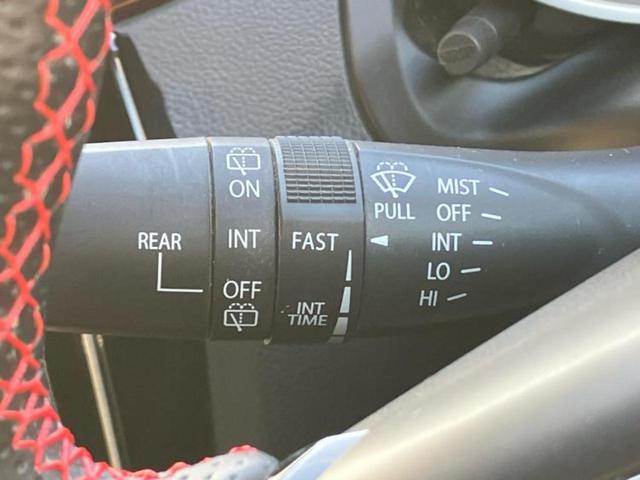 REAR
ON
INT
OFF
FAST
INT
TIME
PULL
MIST
OFF
INT
LO
HI